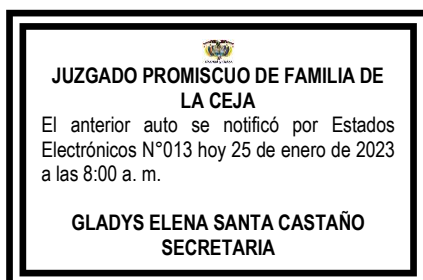 JUZGADO PROMISCUO DE FAMILIA DE
LA CEJA
El anterior auto se notificó por Estados
Electrónicos N°013 hoy 25 de enero de 2023
a las 8:00 a. m.
GLADYS ELENA SANTA CASTAÑO
SECRETARIA